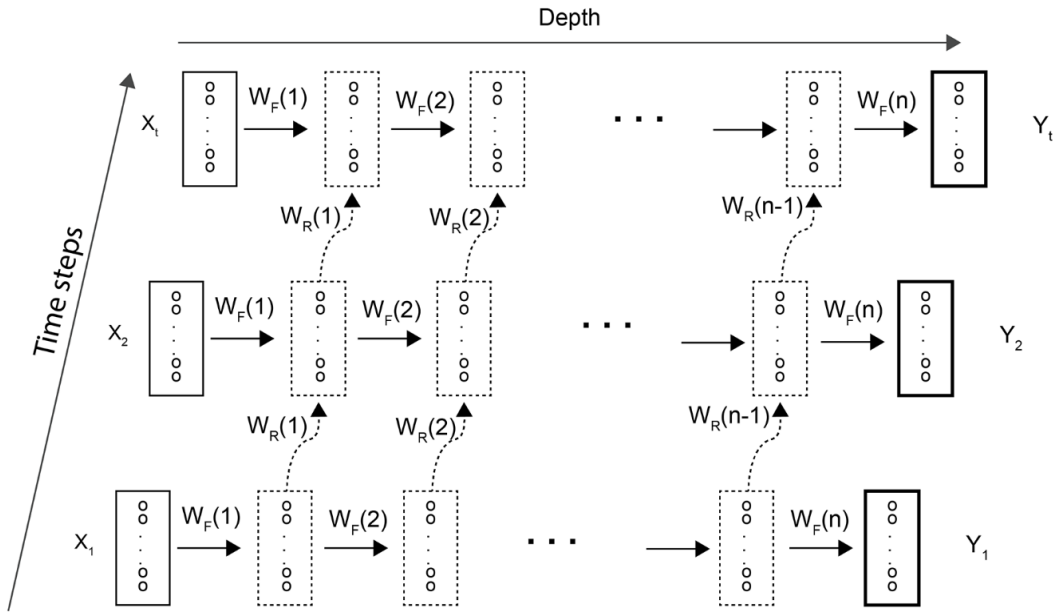 Depth
W_F(1) W_F(2) W_F(n)
X_t . . . Y_t
W_R(1) W_R(2) W_R(n-1)
Time steps
W_F(1) W_F(2) W_F(n)
X_2 . . . Y_2
W_R(1) W_R(2) W_R(n-1)
W_F(1) W_F(2) W_F(n)
X_1 . . . Y_1